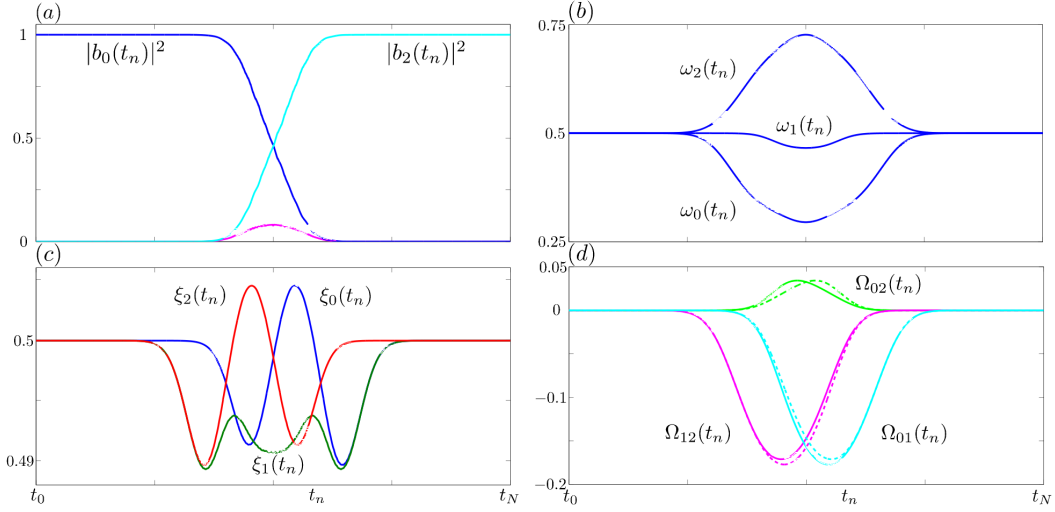 (a)
1
|b₀(tₙ)|²
|b₂(tₙ)|²
0.5
0
(b)
0.75
ω₂(tₙ)
ω₁(tₙ)
0.5
ω₀(tₙ)
0.25
(c)
ξ₂(tₙ)
ξ₀(tₙ)
0.5
ξ₁(tₙ)
0.49
t₀
tₙ
t_N
(d)
0.05
Ω₀₂(tₙ)
0
−0.1
Ω₁₂(tₙ)
Ω₀₁(tₙ)
−0.2
t₀
tₙ
t_N